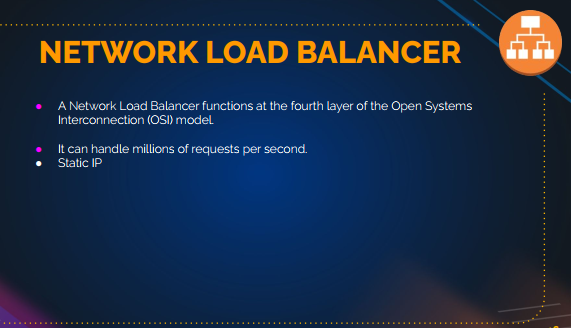 NETWORK LOAD BALANCER
● A Network Load Balancer functions at the fourth layer of the Open Systems
Interconnection (OSI) model.
● It can handle millions of requests per second.
● Static IP